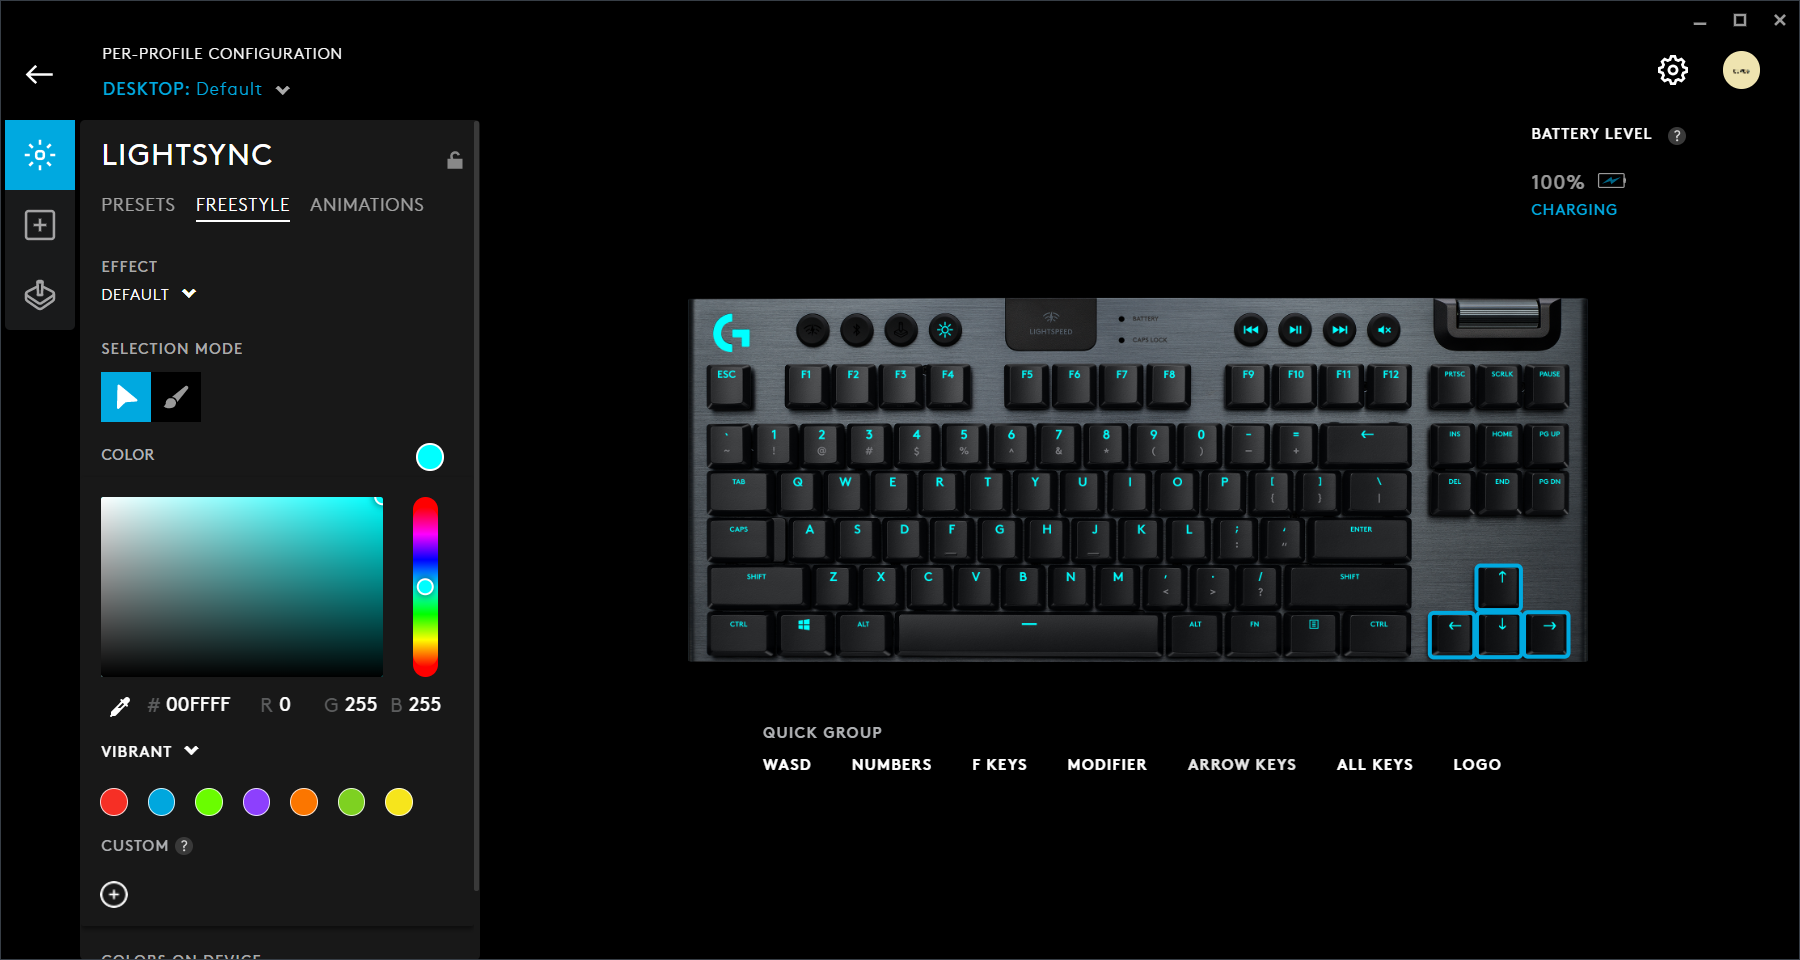 PER-PROFILE CONFIGURATION
DESKTOP: Default
LIGHTSYNC
PRESETS FREESTYLE ANIMATIONS
EFFECT
DEFAULT
SELECTION MODE
COLOR
# 00FFFF R 0 G 255 B 255
VIBRANT
CUSTOM ?
COLORS ON DEVICE
BATTERY LEVEL ?
100%
CHARGING
G
LIGHTSPEED
BATTERY
CAPS LOCK
ESC F1 F2 F3 F4 F5 F6 F7 F8 F9 F10 F11 F12 PRTSC SCRLK PAUSE
` 1 2 3 4 5 6 7 8 9 0 - = ← INS HOME PG UP
~ ! @ # $ % ^ & * ( ) _ +
TAB Q W E R T Y U I O P [ ] \ DEL END PG DN
{ } |
CAPS A S D F G H J K L ; ' ENTER
: "
SHIFT Z X C V B N M , . / SHIFT ↑
< > ?
CTRL ALT ALT FN CTRL ← ↓ →
QUICK GROUP
WASD NUMBERS F KEYS MODIFIER ARROW KEYS ALL KEYS LOGO